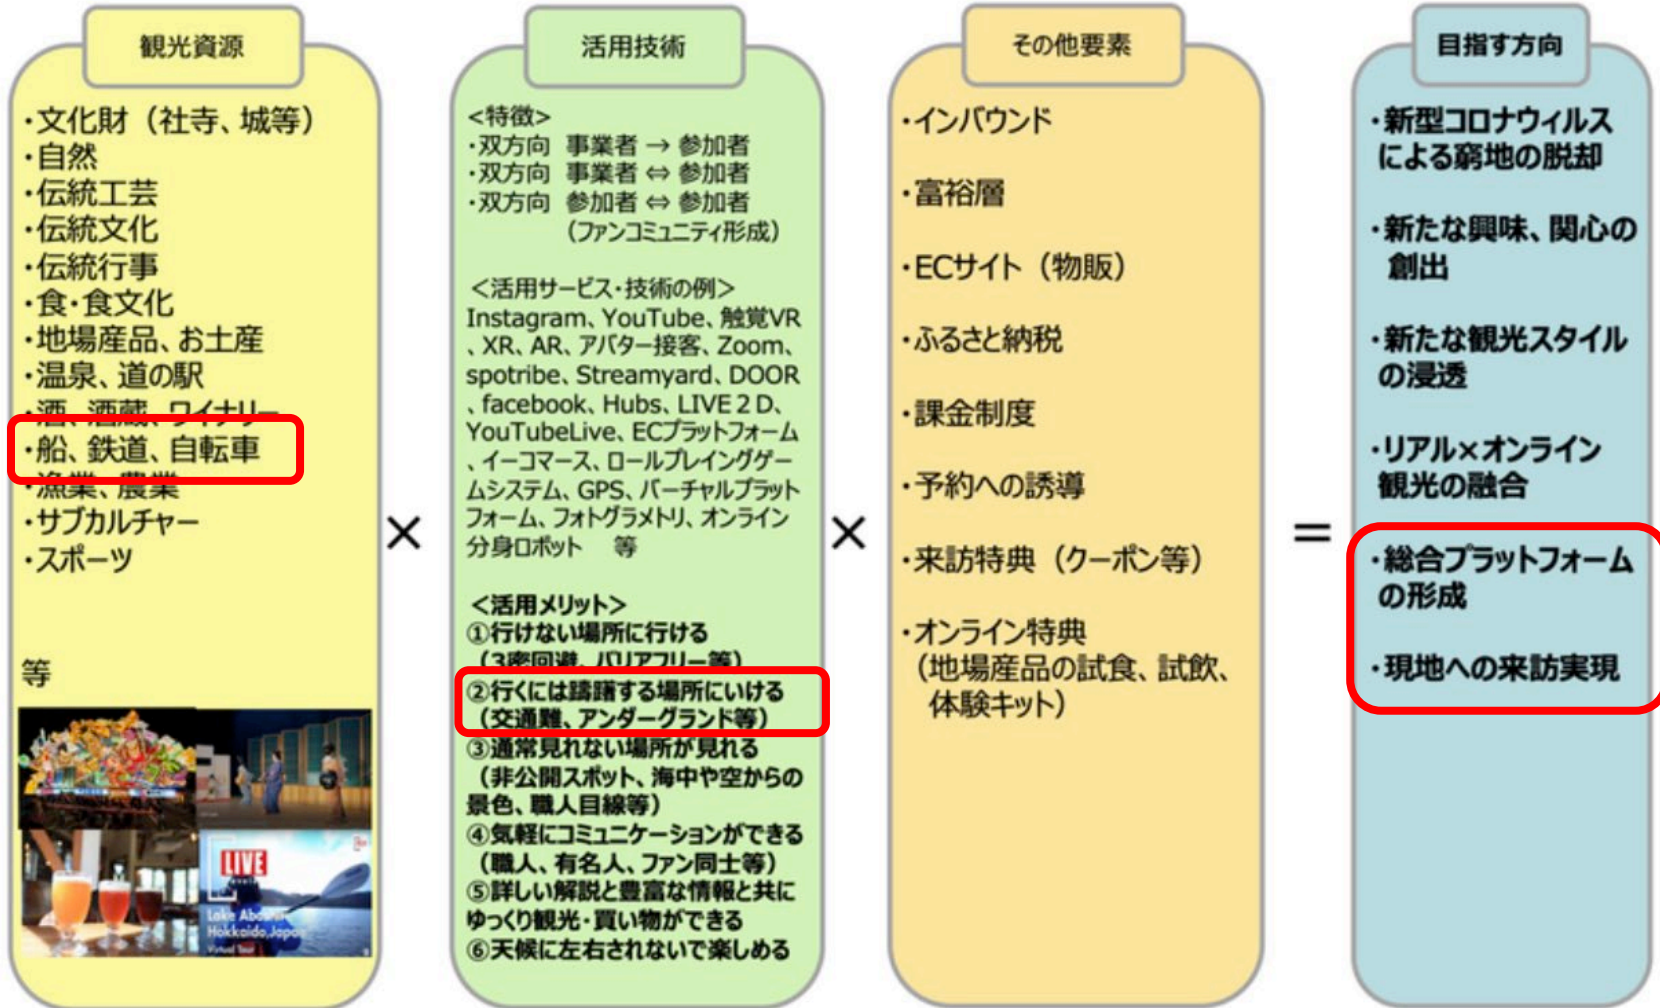 観光資源
・文化財（社寺、城等）
・自然
・伝統工芸
・伝統文化
・伝統行事
・食・食文化
・地場産品、お土産
・温泉、道の駅
・酒、酒蔵、ワイナリー
・船、鉄道、自転車
・漁業、農業
・サブカルチャー
・スポーツ
等
LIVE
Lake Abashiri
Hokkaido,Japan
Virtual Tour
×
活用技術
<特徴>
・双方向 事業者 → 参加者
・双方向 事業者 ⇔ 参加者
・双方向 参加者 ⇔ 参加者
（ファンコミュニティ形成）
＜活用サービス・技術の例＞
Instagram、YouTube、触覚VR
、XR、AR、アバター接客、Zoom、
spotribe、Streamyard、DOOR
、facebook、Hubs、LIVE２D、
YouTubeLive、ECプラットフォーム
、イーコマース、ロールプレイングゲー
ムシステム、GPS、バーチャルプラット
フォーム、フォトグラメトリ、オンライン
分身ロボット　等
＜活用メリット＞
①行けない場所に行ける
（3密回避、バリアフリー等）
②行くには躊躇する場所にいける
（交通難、アンダーグランド等）
③通常見れない場所が見れる
（非公開スポット、海中や空からの
景色、職人目線等）
④気軽にコミュニケーションができる
（職人、有名人、ファン同士等）
⑤詳しい解説と豊富な情報と共に
ゆっくり観光・買い物ができる
⑥天候に左右されないで楽しめる
×
その他要素
・インバウンド
・富裕層
・ECサイト（物販）
・ふるさと納税
・課金制度
・予約への誘導
・来訪特典（クーポン等）
・オンライン特典
（地場産品の試食、試飲、
体験キット）
＝
目指す方向
・新型コロナウィルス
による窮地の脱却
・新たな興味、関心の
創出
・新たな観光スタイル
の浸透
・リアル×オンライン
観光の融合
・総合プラットフォーム
の形成
・現地への来訪実現